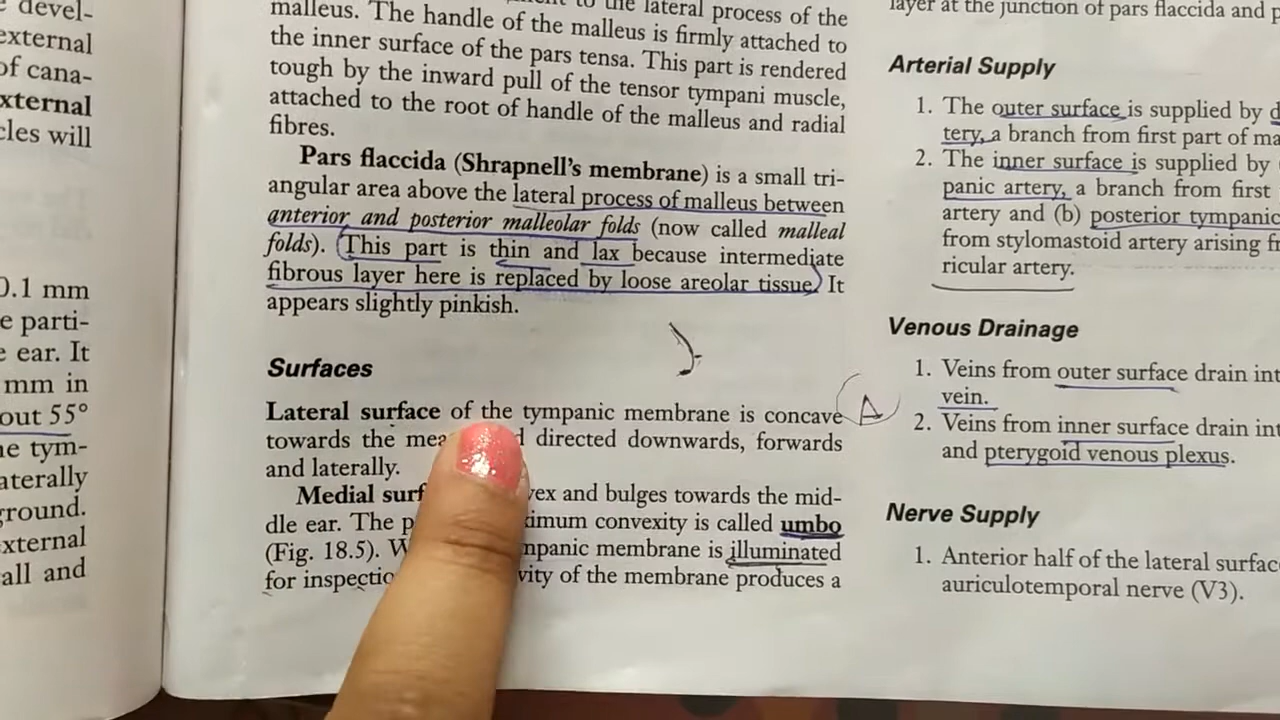 e devel-
external
of cana-
xternal
cles will
0.1 mm
e parti-
e ear. It
mm in
out 55°
he tym-
aterally
ground.
xternal
all and
to the lateral process of the
malleus. The handle of the malleus is firmly attached to
the inner surface of the pars tensa. This part is rendered
tough by the inward pull of the tensor tympani muscle,
attached to the root of handle of the malleus and radial
fibres.
Pars flaccida (Shrapnell's membrane) is a small tri-
angular area above the lateral process of malleus between
anterior and posterior malleolar folds (now called malleal
folds). This part is thin and lax because intermediate
fibrous layer here is replaced by loose areolar tissue. It
appears slightly pinkish.
Surfaces
Lateral surface of the tympanic membrane is concave
towards the mea d directed downwards, forwards
and laterally.
Medial surf vex and bulges towards the mid-
dle ear. The p imum convexity is called umbo
(Fig. 18.5). W npanic membrane is illuminated
for inspectio vity of the membrane produces a
A
layer at the junction of pars flaccida and p
Arterial Supply
1. The outer surface is supplied by d
tery, a branch from first part of ma
2. The inner surface is supplied by
panic artery, a branch from first
artery and (b) posterior tympanic
from stylomastoid artery arising fr
ricular artery.
Venous Drainage
1. Veins from outer surface drain int
vein.
2. Veins from inner surface drain int
and pterygoid venous plexus.
Nerve Supply
1. Anterior half of the lateral surfac
auriculotemporal nerve (V3).